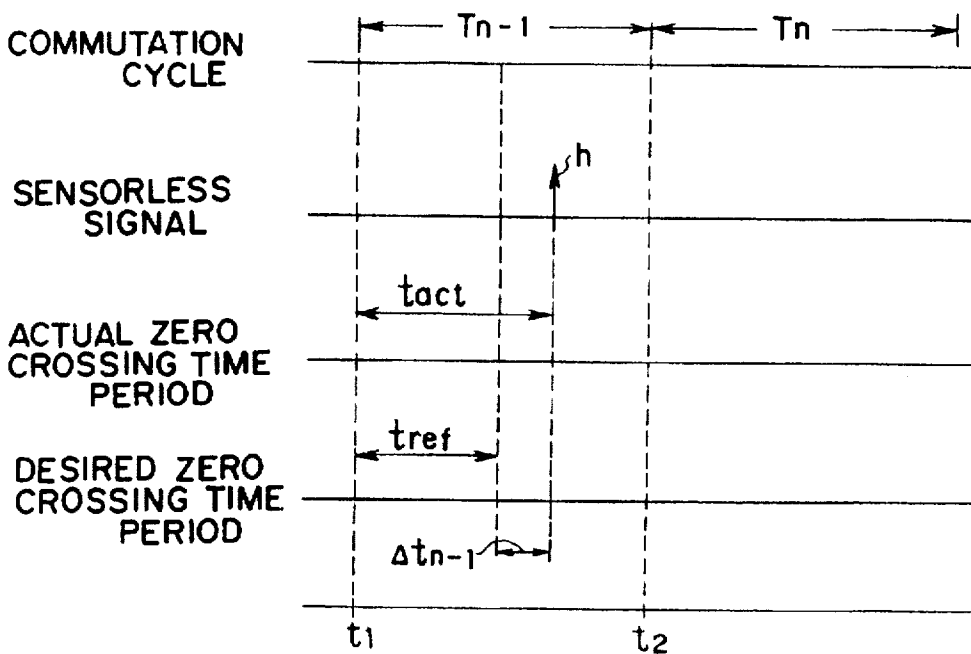 Tn-1 Tn
COMMUTATION
CYCLE
h
SENSORLESS
SIGNAL
tact
ACTUAL ZERO
CROSSING TIME
PERIOD
tref
DESIRED ZERO
CROSSING TIME
PERIOD
Δtn-1
t1 t2